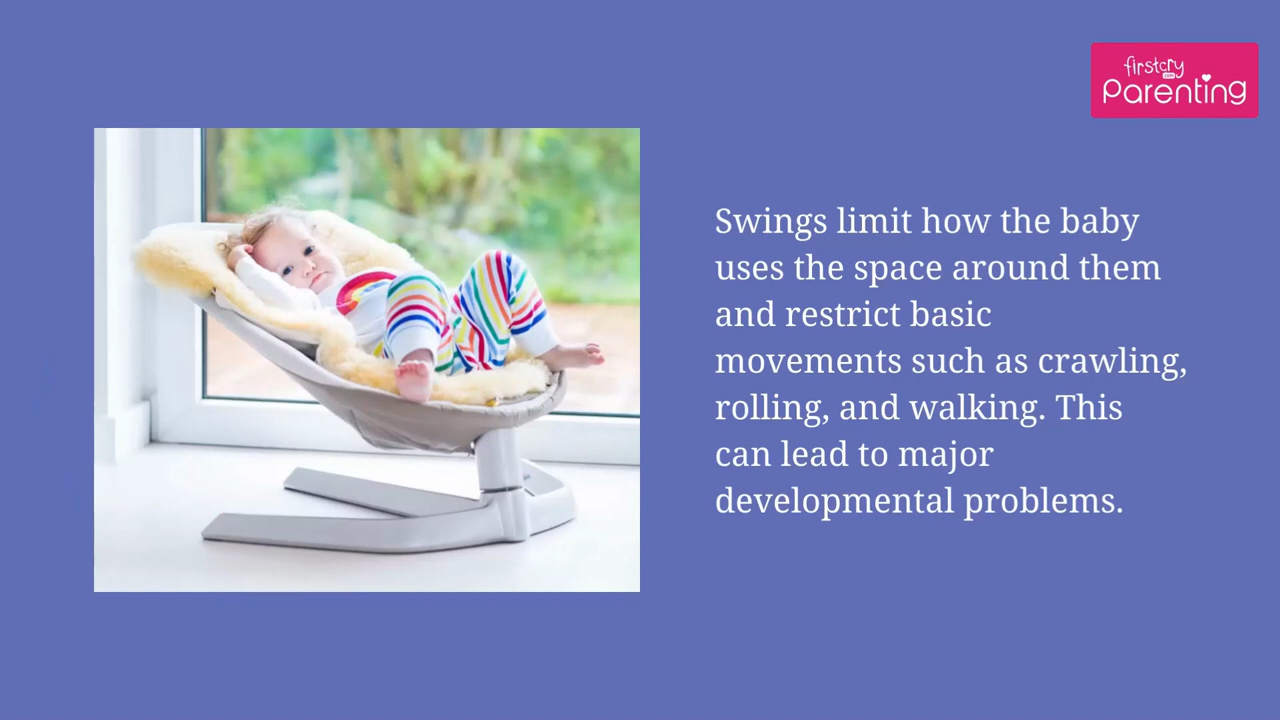 firstcry
.com
Parenting
Swings limit how the baby
uses the space around them
and restrict basic
movements such as crawling,
rolling, and walking. This
can lead to major
developmental problems.